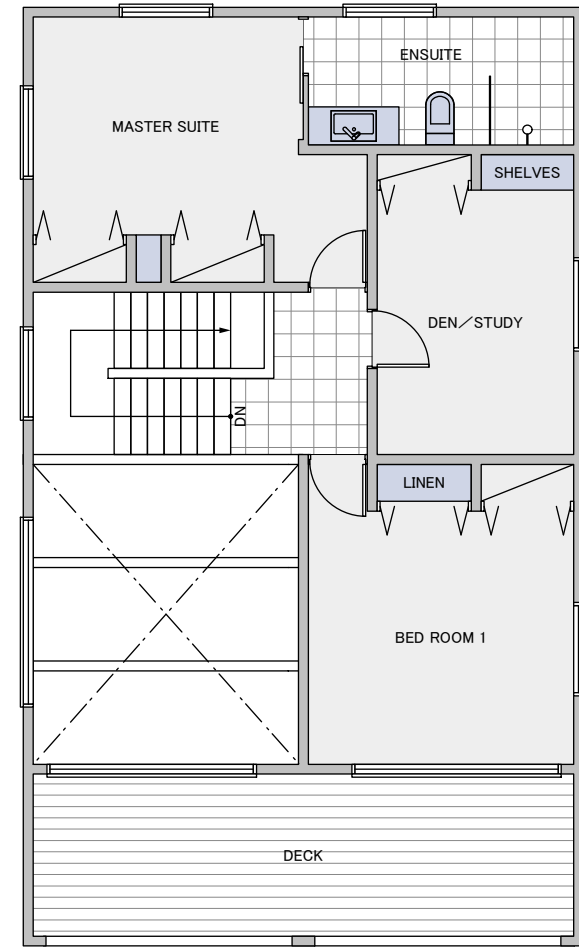 ENSUITE
MASTER SUITE
SHELVES
DEN／STUDY
DN
LINEN
BED ROOM 1
DECK